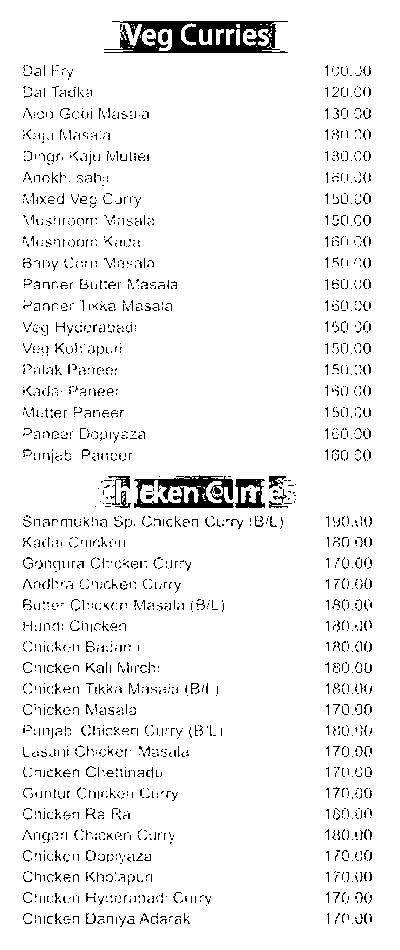 Veg Curries
Dal Fry 100.00
Dal Tadka 120.00
Aloo Gobi Masala 130.00
Kaju Masala 180.00
Dingri Kaju Mutter 180.00
Anokhi sabji 160.00
Mixed Veg Curry 150.00
Mushroom Masala 150.00
Mushroom Kadai 160.00
Baby Corn Masala 150.00
Panner Butter Masala 160.00
Panner Tikka Masala 160.00
Veg Hyderabadi 150.00
Veg Kohlapuri 150.00
Palak Paneer 150.00
Kadai Paneer 160.00
Mutter Paneer 150.00
Paneer Dopiyaza 160.00
Punjabi Paneer 160.00
Chicken Curries
Shanmukha Sp. Chicken Curry (B/L) 190.00
Kadai Chicken 180.00
Gongura Chicken Curry 170.00
Andhra Chicken Curry 170.00
Butter Chicken Masala (B/L) 180.00
Hundi Chicken 180.00
Chicken Badami 180.00
Chicken Kali Mirchi 180.00
Chicken Tikka Masala (B/L) 180.00
Chicken Masala 170.00
Punjabi Chicken Curry (B/L) 180.00
Lasuni Chicken Masala 170.00
Chicken Chettinadu 170.00
Guntur Chicken Curry 170.00
Chicken Ra Ra 180.00
Angari Chicken Curry 180.00
Chicken Dopiyaza 170.00
Chicken Kholapuri 170.00
Chicken Hyderabadi Curry 170.00
Chicken Daniya Adarak 170.00